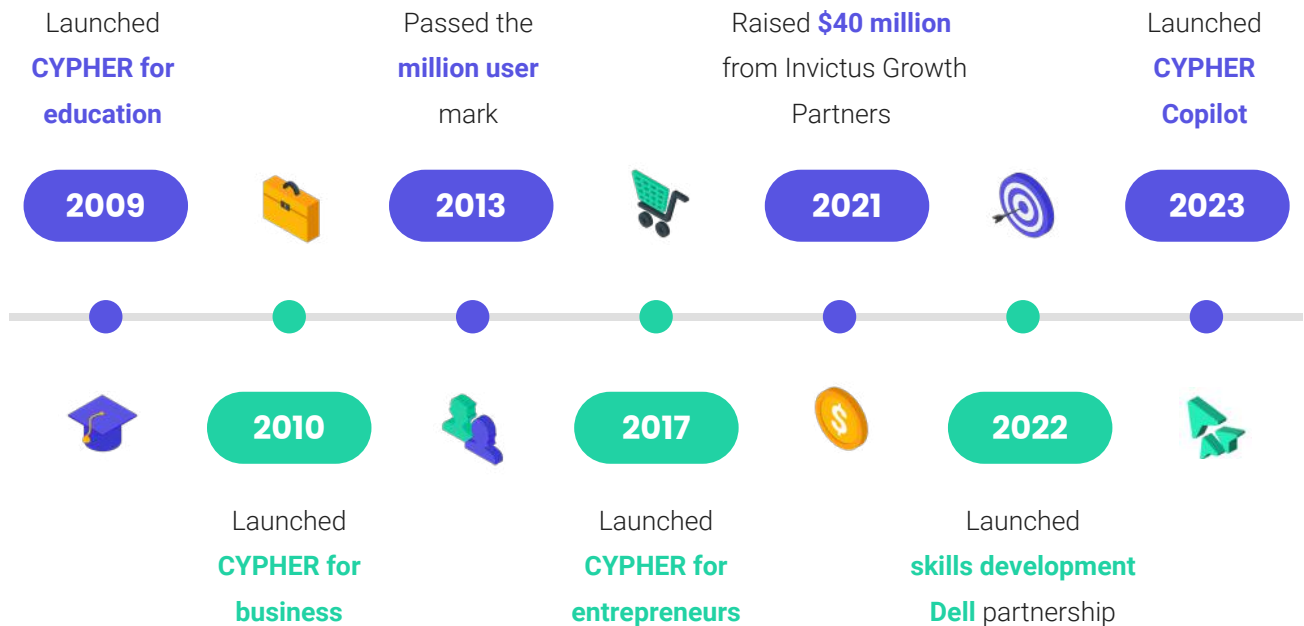 Launched
CYPHER for
education
2009
Passed the
million user
mark
2013
Raised $40 million
from Invictus Growth
Partners
2021
Launched
CYPHER
Copilot
2023
2010
Launched
CYPHER for
business
2017
Launched
CYPHER for
entrepreneurs
$
2022
Launched
skills development
Dell partnership